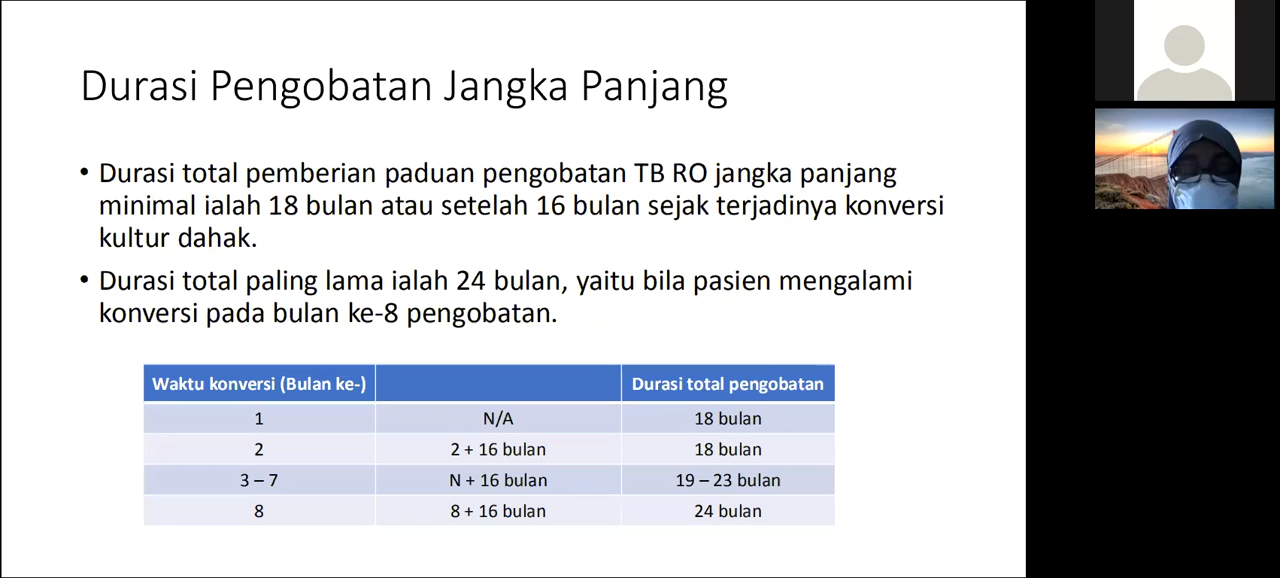 Durasi Pengobatan Jangka Panjang
• Durasi total pemberian paduan pengobatan TB RO jangka panjang
minimal ialah 18 bulan atau setelah 16 bulan sejak terjadinya konversi
kultur dahak.
• Durasi total paling lama ialah 24 bulan, yaitu bila pasien mengalami
konversi pada bulan ke-8 pengobatan.
Waktu konversi (Bulan ke-) Durasi total pengobatan
1 N/A 18 bulan
2 2 + 16 bulan 18 bulan
3 – 7 N + 16 bulan 19 – 23 bulan
8 8 + 16 bulan 24 bulan